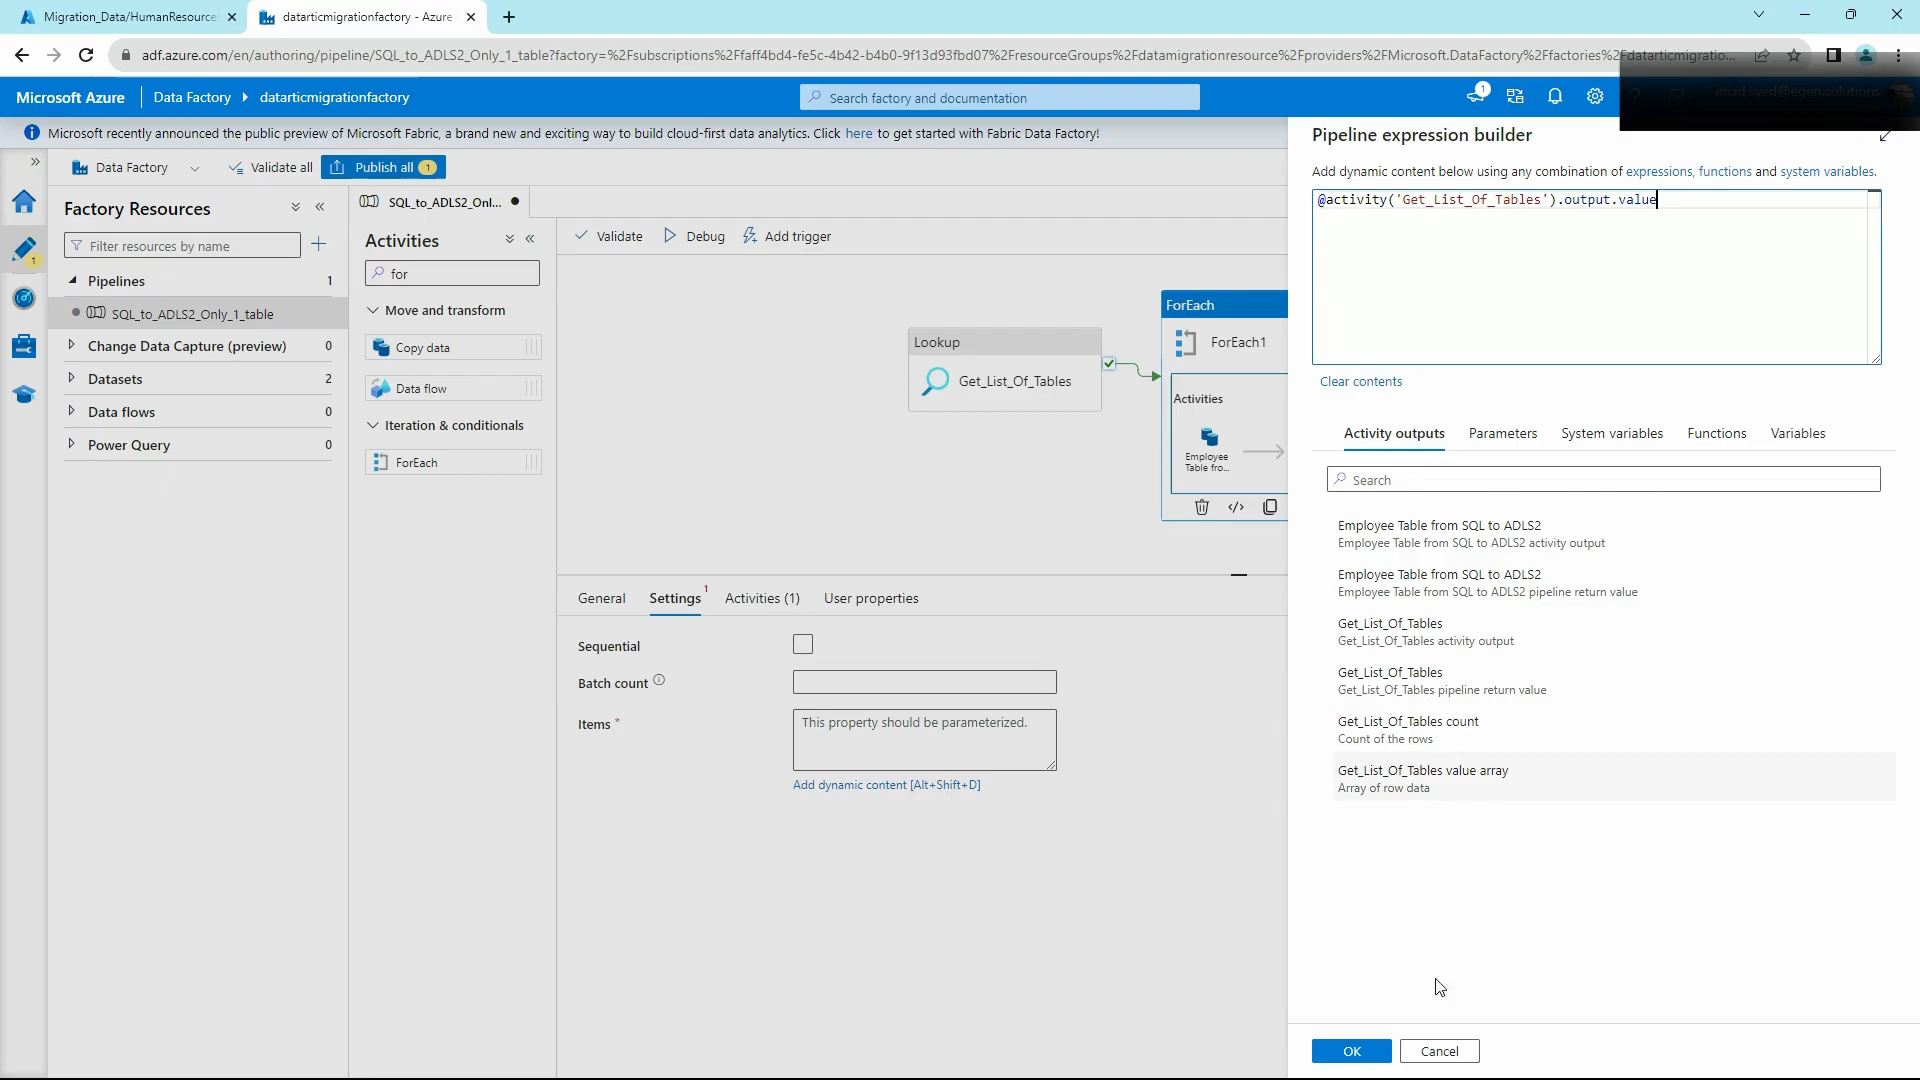 Migration_Data/HumanResource
datarticmigrationfactory - Azure
adf.azure.com/en/authoring/pipeline/SQL_to_ADLS2_Only_1_table?factory=%2Fsubscriptions%2Ffaff4bd4-fe5c-4b42-b4b0-9f13d93fbd07%2FresourceGroups%2Fdatamigrationresource%2Fproviders%2FMicrosoft.DataFactory%2Ffactories%2Fdatarticmigratio...
Microsoft Azure
Data Factory
datarticmigrationfactory
Search factory and documentation
1
imad.syed@egen.solutions
Microsoft recently announced the public preview of Microsoft Fabric, a brand new and exciting way to build cloud-first data analytics. Click here to get started with Fabric Data Factory!
Data Factory
Validate all
Publish all 1
Factory Resources
Filter resources by name
1
Pipelines 1
SQL_to_ADLS2_Only_1_table
Change Data Capture (preview) 0
Datasets 2
Data flows 0
Power Query 0
SQL_to_ADLS2_Onl...
Activities
for
Move and transform
Copy data
Data flow
Iteration & conditionals
ForEach
Validate Debug Add trigger
Lookup
Get_List_Of_Tables
ForEach
ForEach1
Activities
Employee
Table fro...
General Settings 1 Activities (1) User properties
Sequential
Batch count
Items *
This property should be parameterized.
Add dynamic content [Alt+Shift+D]
Pipeline expression builder
Add dynamic content below using any combination of expressions, functions and system variables.
@activity('Get_List_Of_Tables').output.value
Clear contents
Activity outputs Parameters System variables Functions Variables
Search
Employee Table from SQL to ADLS2
Employee Table from SQL to ADLS2 activity output
Employee Table from SQL to ADLS2
Employee Table from SQL to ADLS2 pipeline return value
Get_List_Of_Tables
Get_List_Of_Tables activity output
Get_List_Of_Tables
Get_List_Of_Tables pipeline return value
Get_List_Of_Tables count
Count of the rows
Get_List_Of_Tables value array
Array of row data
OK Cancel